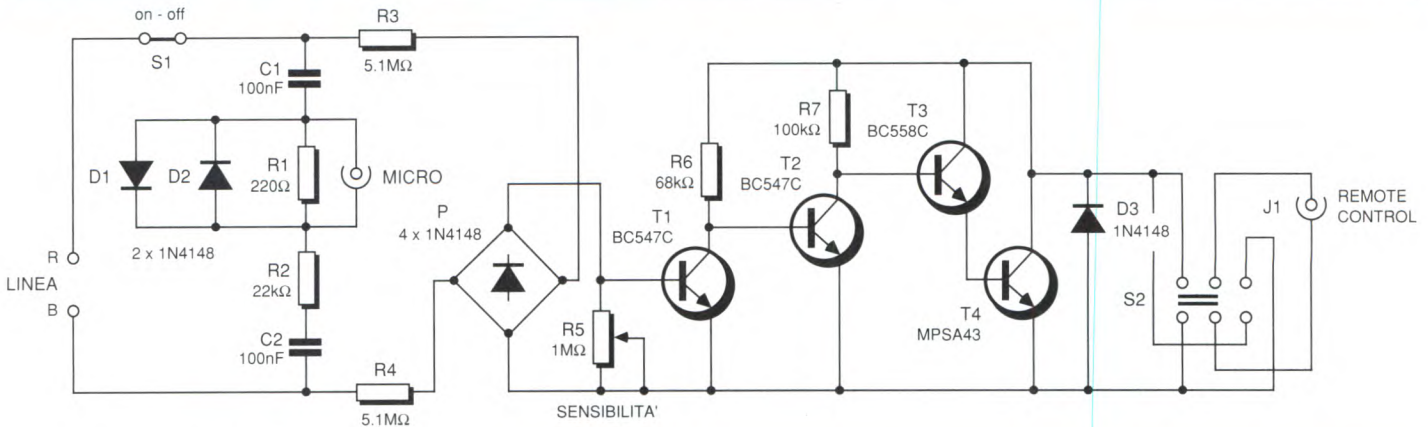 on - off
S1
R3
5.1MΩ
C1
100nF
D1
D2
R1
220Ω
MICRO
2 x 1N4148
R
LINEA
B
R2
22kΩ
C2
100nF
R4
5.1MΩ
P
4 x 1N4148
R5
1MΩ
SENSIBILITA'
R6
68kΩ
T1
BC547C
R7
100kΩ
T2
BC547C
T3
BC558C
T4
MPSA43
D3
1N4148
S2
J1
REMOTE
CONTROL